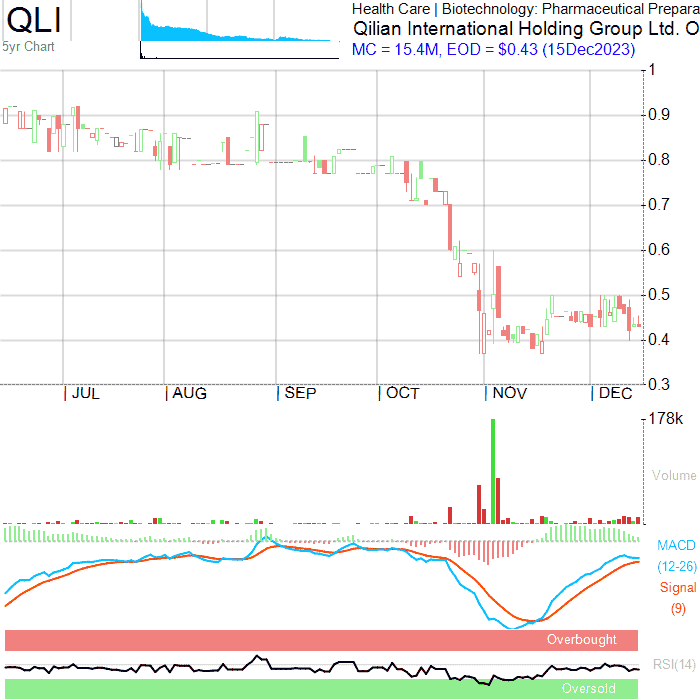 QLI
5yr Chart
Health Care | Biotechnology: Pharmaceutical Prepara
Qilian International Holding Group Ltd. O
MC = 15.4M, EOD = $0.43 (15Dec2023)
1
0.9
0.8
0.7
0.6
0.5
0.4
0.3
JUL AUG SEP OCT NOV DEC
178k
Volume
MACD
(12-26)
Signal
(9)
Overbought
RSI(14)
Oversold